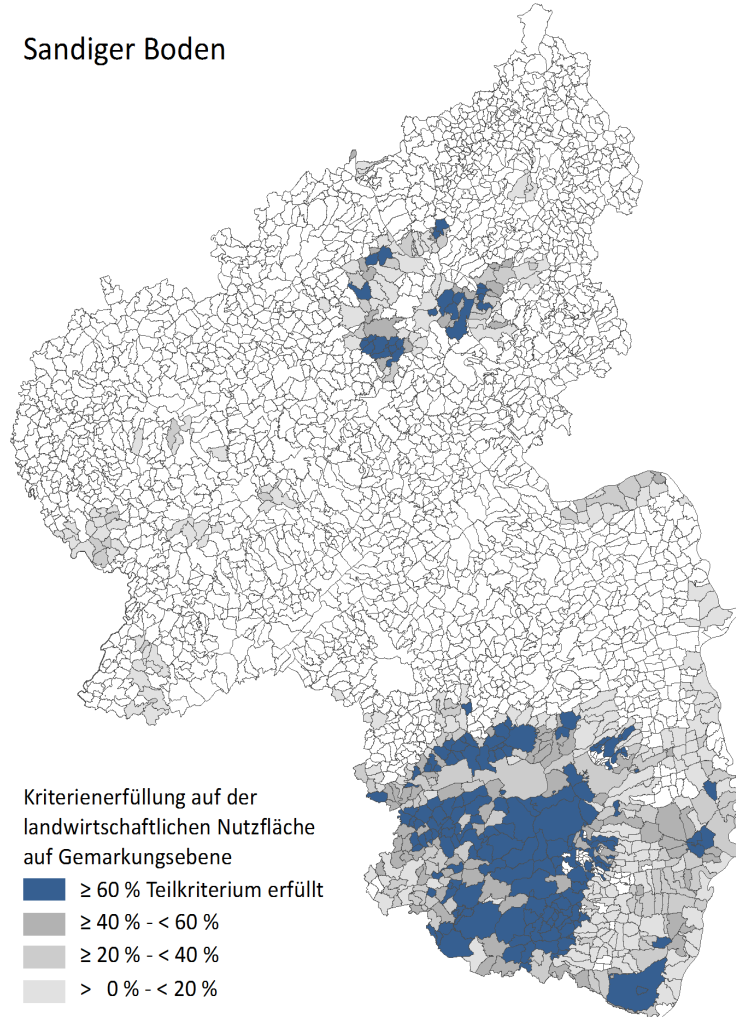 Sandiger Boden
Kriterienerfüllung auf der
landwirtschaftlichen Nutzfläche
auf Gemarkungsebene
≥ 60 % Teilkriterium erfüllt
≥ 40 % - < 60 %
≥ 20 % - < 40 %
> 0 % - < 20 %